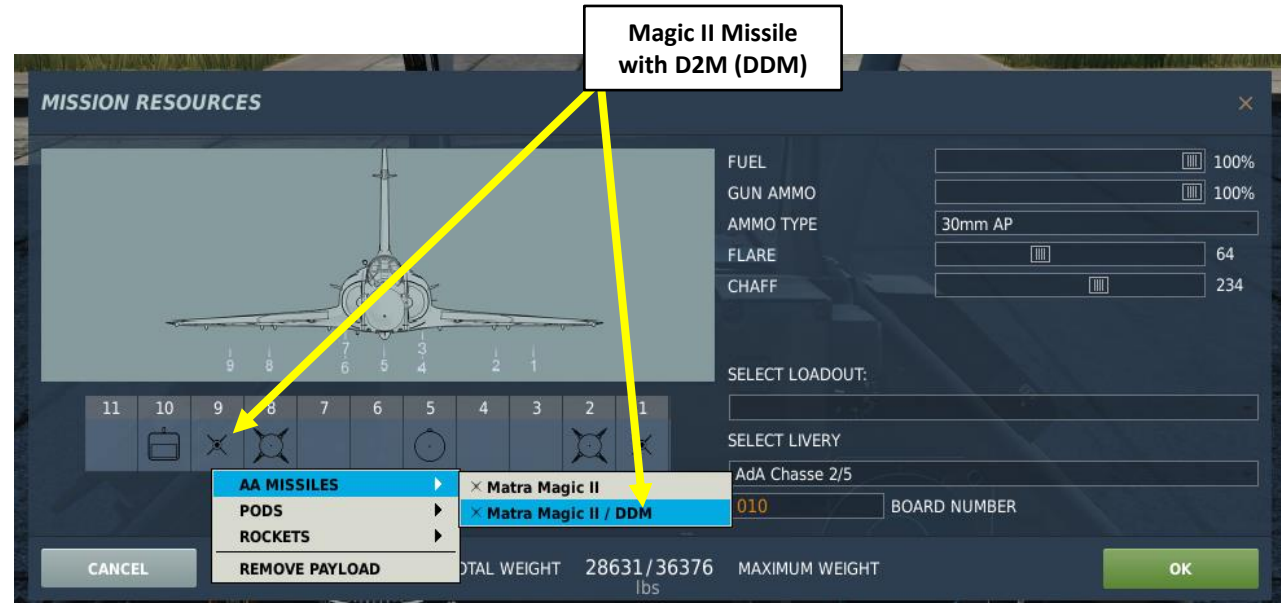 Magic II Missile
with D2M (DDM)
MISSION RESOURCES
×
FUEL 100%
GUN AMMO 100%
AMMO TYPE 30mm AP
FLARE 64
CHAFF 234
7 3
9 8 6 5 4 2 1
SELECT LOADOUT:
11 10 9 8 7 6 5 4 3 2 1
SELECT LIVERY
AdA Chasse 2/5
AA MISSILES
Matra Magic II
PODS
Matra Magic II / DDM
010 BOARD NUMBER
ROCKETS
REMOVE PAYLOAD
CANCEL
OTAL WEIGHT 28631/36376 MAXIMUM WEIGHT
lbs
OK